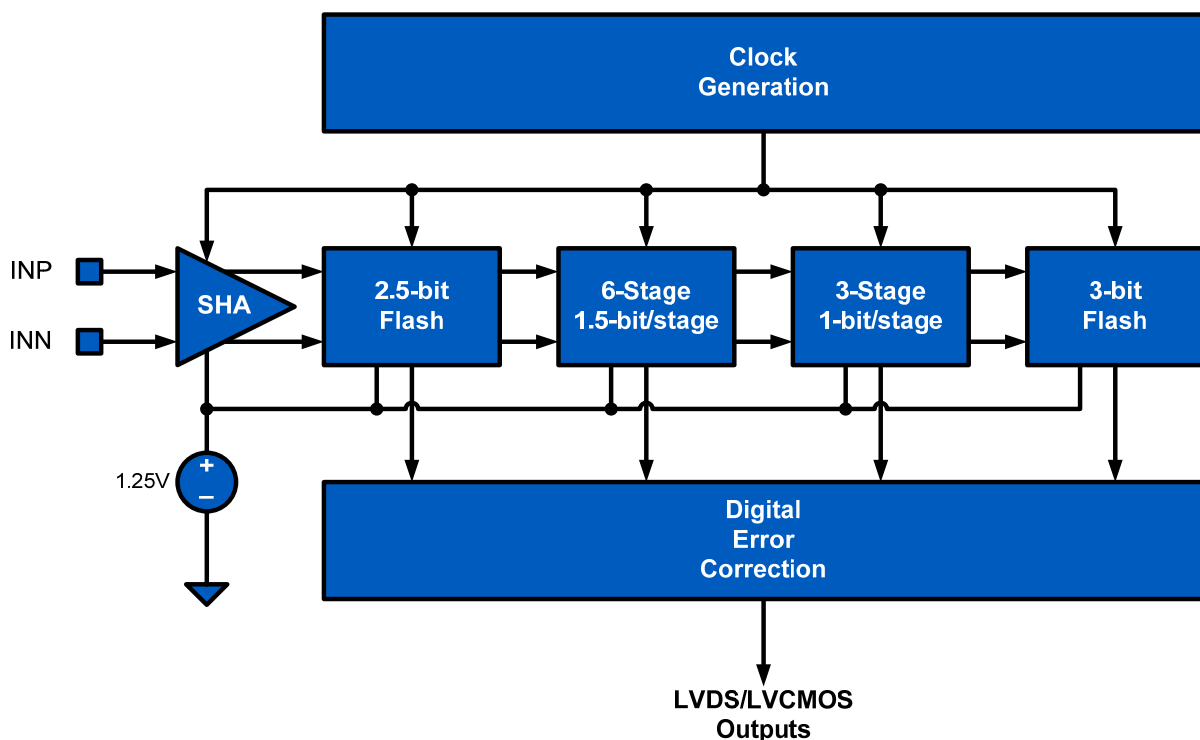 Clock
Generation
INP
INN
SHA
2.5-bit
Flash
6-Stage
1.5-bit/stage
3-Stage
1-bit/stage
3-bit
Flash
1.25V
+
−
Digital
Error
Correction
LVDS/LVCMOS
Outputs